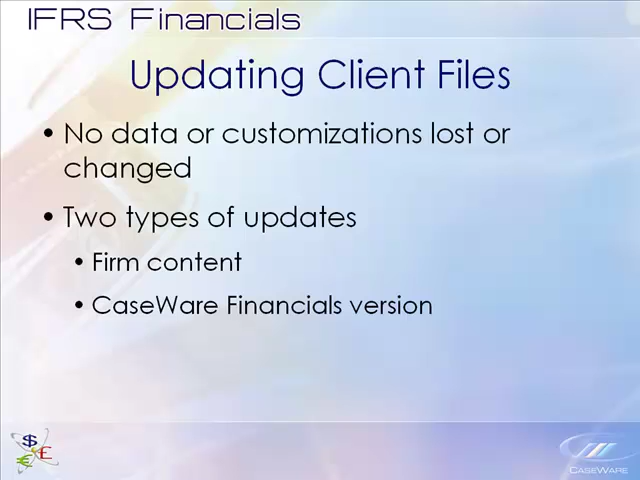 IFRS Financials
Updating Client Files
• No data or customizations lost or
changed
• Two types of updates
• Firm content
• CaseWare Financials version
$
£
€
CASEWARE